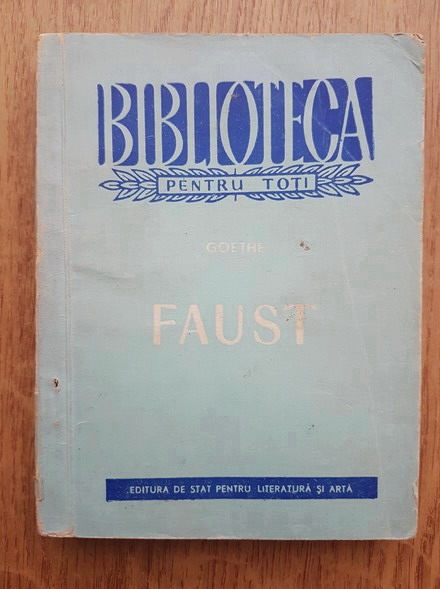 BIBLIOTECA
PENTRU TOȚI
GOETHE
FAUST
EDITURA DE STAT PENTRU LITERATURĂ ȘI ARTĂ